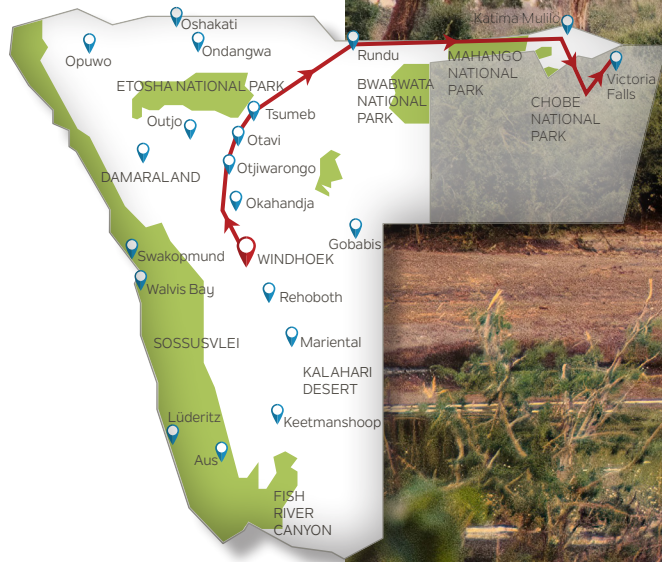 Katima Mulilo
Oshakati
Ondangwa
Opuwo
Rundu
MAHANGO
NATIONAL
PARK
Victoria
Falls
ETOSHA NATIONAL PARK
BWABWATA
NATIONAL
PARK
CHOBE
NATIONAL
PARK
Tsumeb
Outjo
Otavi
Otjiwarongo
DAMARALAND
Okahandja
Gobabis
Swakopmund
WINDHOEK
Walvis Bay
Rehoboth
SOSSUSVLEI
Mariental
KALAHARI
DESERT
Lüderitz
Keetmanshoop
Aus
FISH
RIVER
CANYON